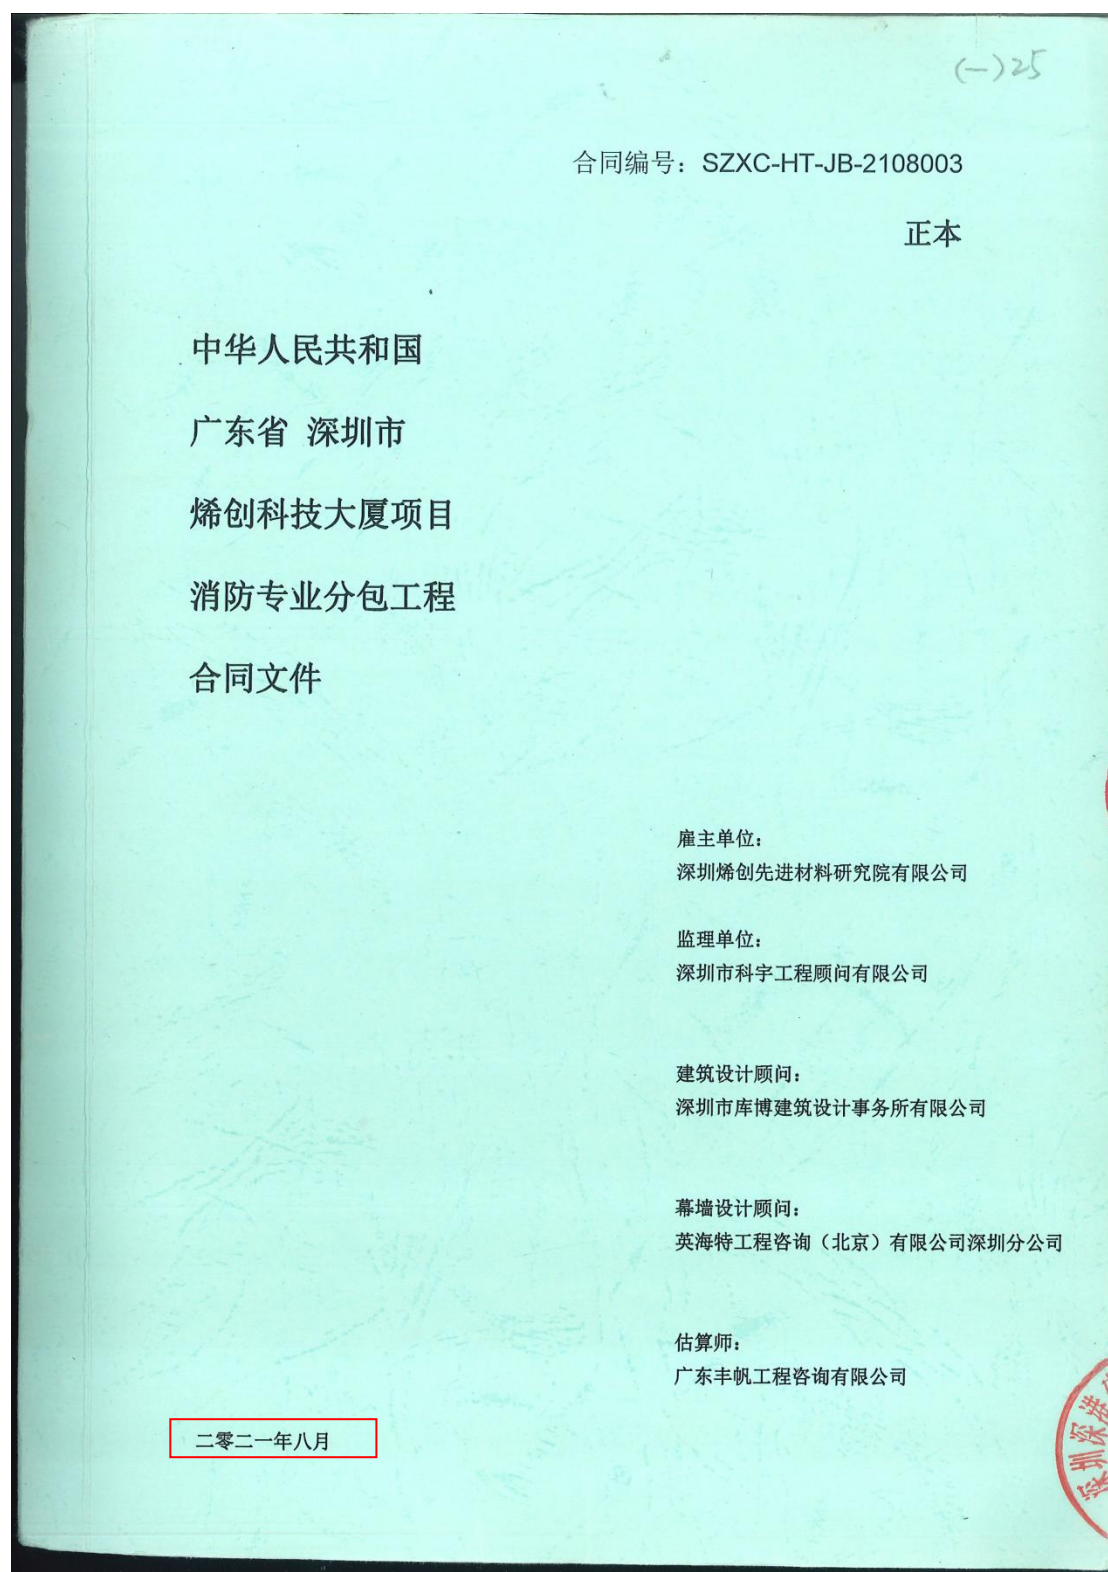 (一)25
合同编号：SZXC-HT-JB-2108003
正本
中华人民共和国
广东省 深圳市
烯创科技大厦项目
消防专业分包工程
合同文件
雇主单位：
深圳烯创先进材料研究院有限公司
监理单位：
深圳市科宇工程顾问有限公司
建筑设计顾问：
深圳市库博建筑设计事务所有限公司
幕墙设计顾问：
英海特工程咨询（北京）有限公司深圳分公司
估算师：
广东丰帆工程咨询有限公司
二零二一年八月